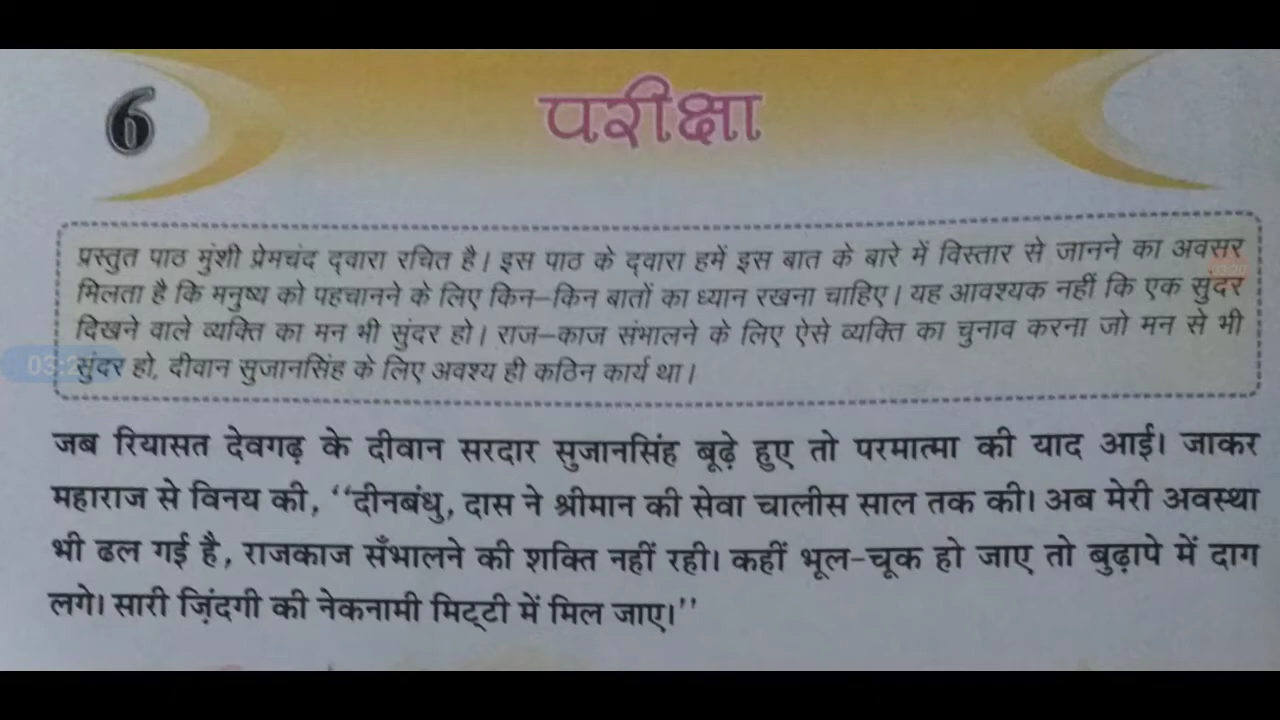 6
परीक्षा
प्रस्तुत पाठ मुंशी प्रेमचंद द्वारा रचित है। इस पाठ के द्वारा हमें इस बात के बारे में विस्तार से जानने का अवसर
मिलता है कि मनुष्य को पहचानने के लिए किन-किन बातों का ध्यान रखना चाहिए। यह आवश्यक नहीं कि एक सुंदर
दिखने वाले व्यक्ति का मन भी सुंदर हो। राज-काज संभालने के लिए ऐसे व्यक्ति का चुनाव करना जो मन से भी
सुंदर हो, दीवान सुजानसिंह के लिए अवश्य ही कठिन कार्य था।
जब रियासत देवगढ़ के दीवान सरदार सुजानसिंह बूढ़े हुए तो परमात्मा की याद आई। जाकर
महाराज से विनय की, ‘‘दीनबंधु, दास ने श्रीमान की सेवा चालीस साल तक की। अब मेरी अवस्था
भी ढल गई है, राजकाज सँभालने की शक्ति नहीं रही। कहीं भूल-चूक हो जाए तो बुढ़ापे में दाग
लगे। सारी ज़िंदगी की नेकनामी मिट्टी में मिल जाए।’’